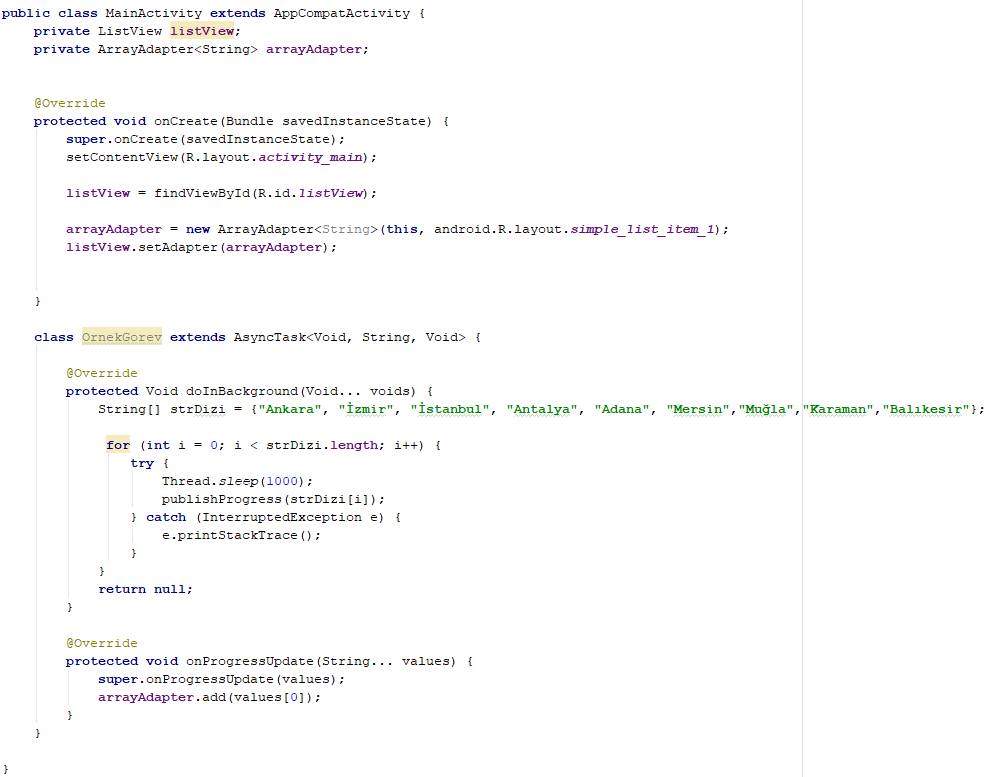 public class MainActivity extends AppCompatActivity {
    private ListView listView;
    private ArrayAdapter<String> arrayAdapter;
    @Override
    protected void onCreate(Bundle savedInstanceState) {
        super.onCreate(savedInstanceState);
        setContentView(R.layout.activity_main);
        listView = findViewById(R.id.listView);
        arrayAdapter = new ArrayAdapter<String>(this, android.R.layout.simple_list_item_1);
        listView.setAdapter(arrayAdapter);
    }
    class OrnekGorev extends AsyncTask<Void, String, Void> {
        @Override
        protected Void doInBackground(Void... voids) {
            String[] strDizi = {"Ankara", "İzmir", "İstanbul", "Antalya", "Adana", "Mersin","Muğla","Karaman","Balıkesir"};
             for (int i = 0; i < strDizi.length; i++) {
                try {
                    Thread.sleep(1000);
                    publishProgress(strDizi[i]);
                } catch (InterruptedException e) {
                    e.printStackTrace();
                }
            }
            return null;
        }
        @Override
        protected void onProgressUpdate(String... values) {
            super.onProgressUpdate(values);
            arrayAdapter.add(values[0]);
        }
    }
}